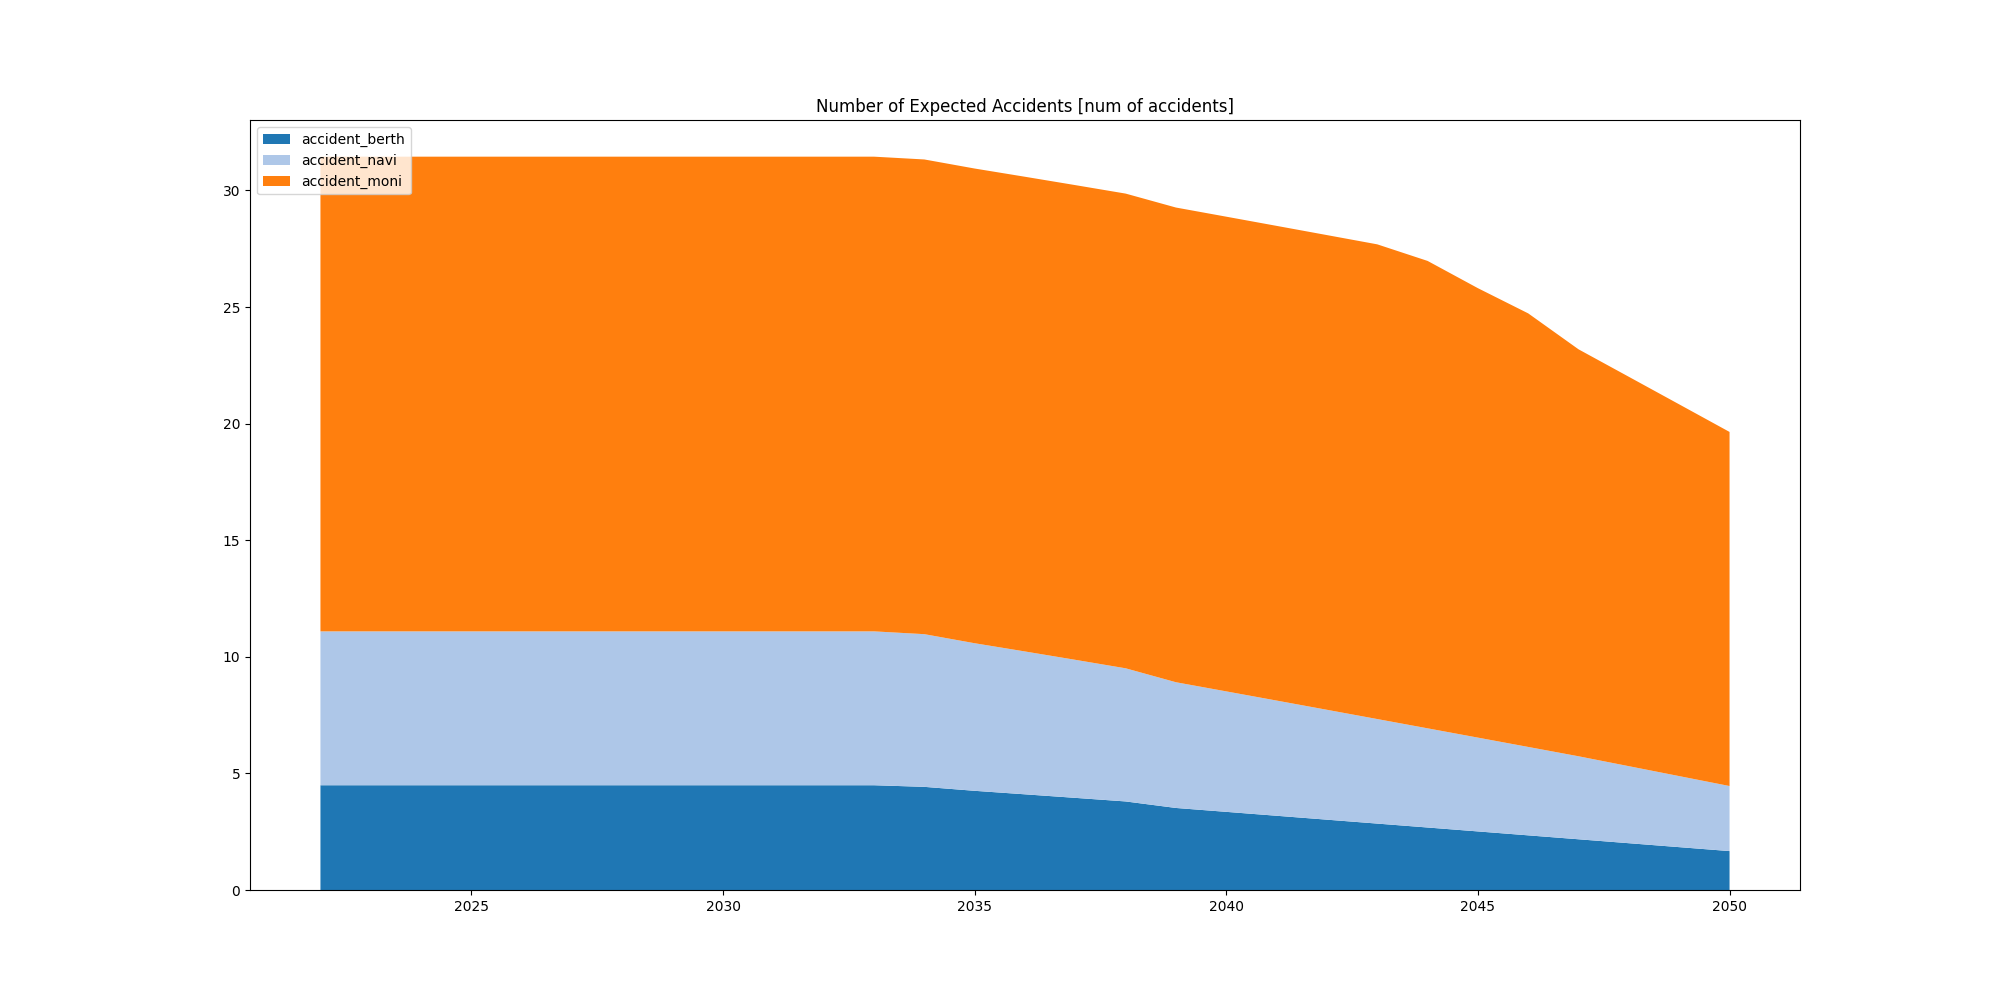 Number of Expected Accidents [num of accidents]
accident_berth
accident_navi
accident_moni
30
25
20
15
10
5
0
2025 2030 2035 2040 2045 2050